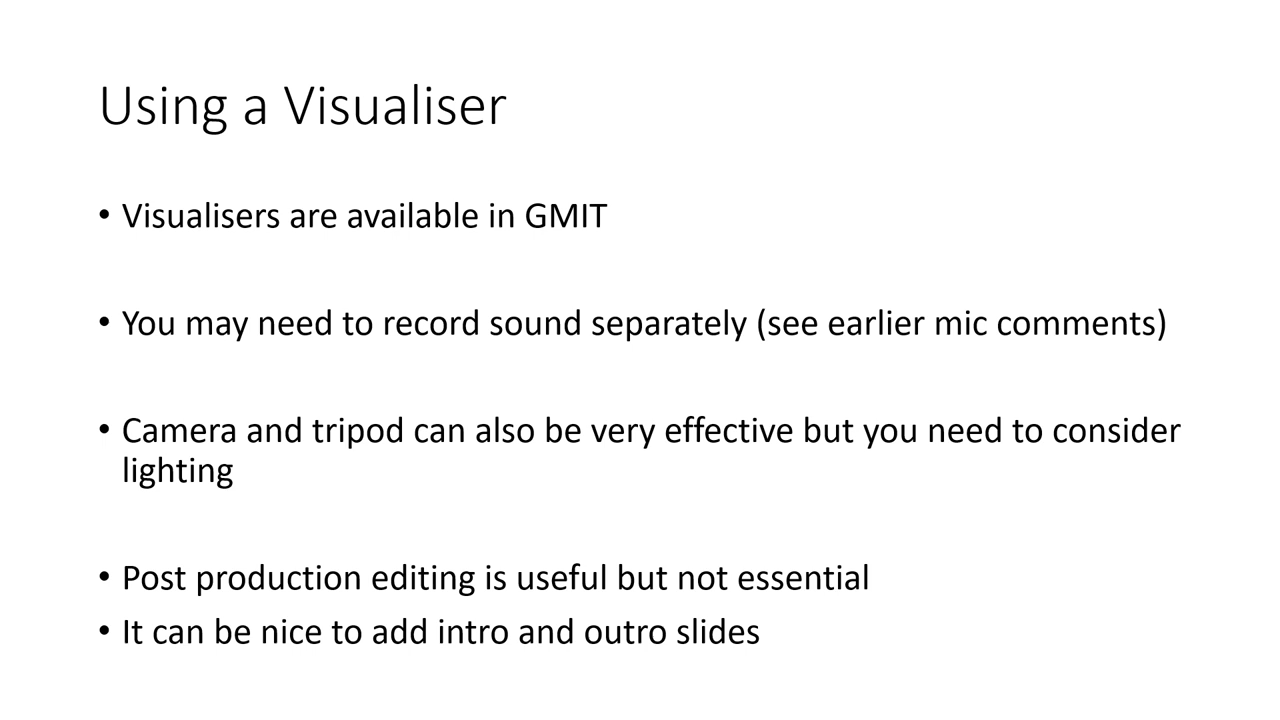 Using a Visualiser
• Visualisers are available in GMIT
• You may need to record sound separately (see earlier mic comments)
• Camera and tripod can also be very effective but you need to consider
lighting
• Post production editing is useful but not essential
• It can be nice to add intro and outro slides